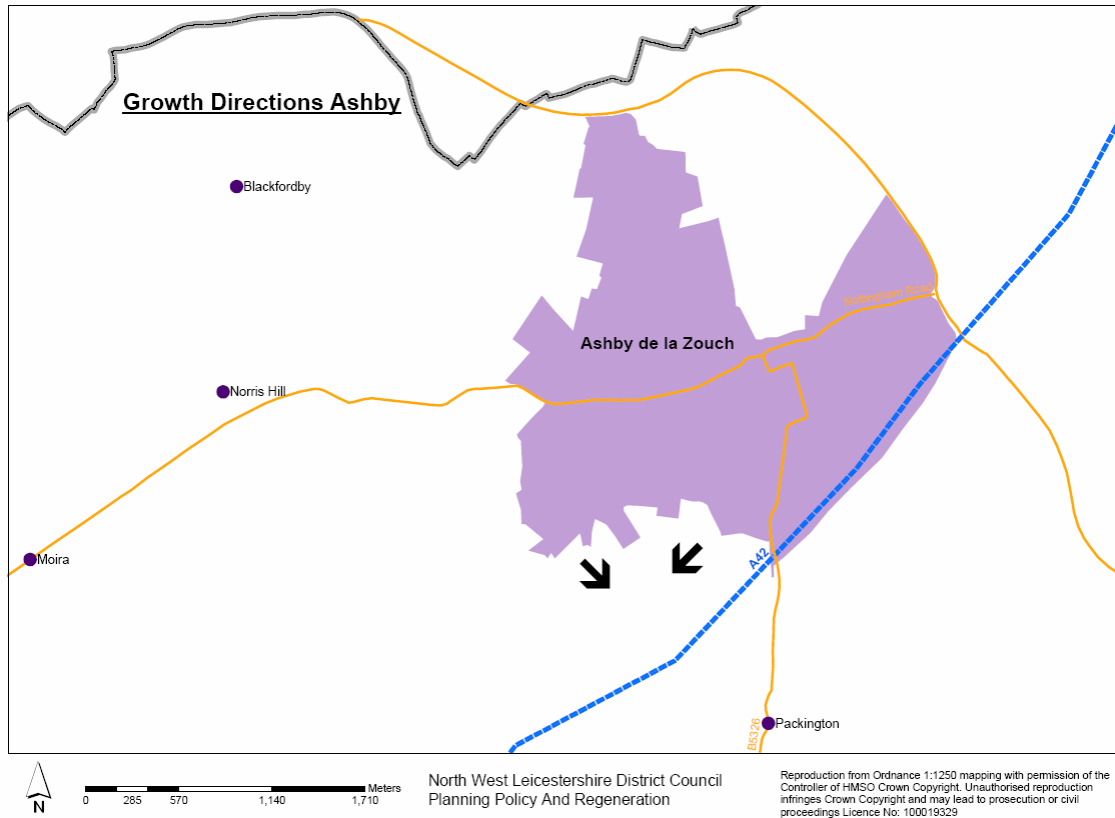 Growth Directions Ashby
Blackfordby
Nottingham Road
Ashby de la Zouch
Norris Hill
Moira
A42
Packington
B5326
N
Meters
0 285 570 1,140 1,710
North West Leicestershire District Council
Planning Policy And Regeneration
Reproduction from Ordnance 1:1250 mapping with permission of the
Controller of HMSO Crown Copyright. Unauthorised reproduction
infringes Crown Copyright and may lead to prosecution or civil
proceedings Licence No: 100019329